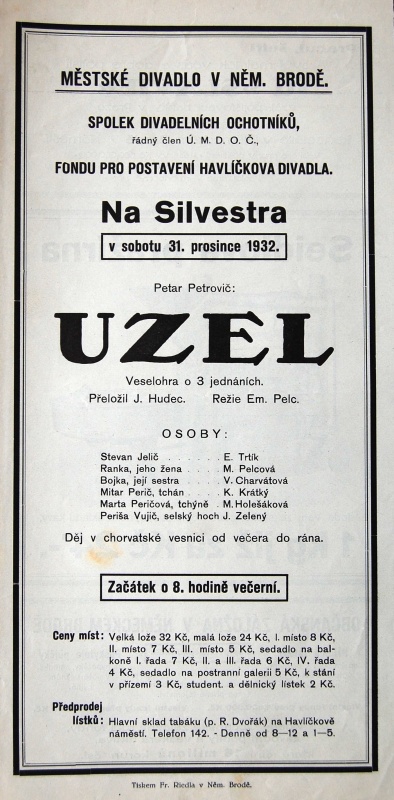 MĚSTSKÉ DIVADLO V NĚM. BRODĚ.
SPOLEK DIVADELNÍCH OCHOTNÍKŮ,
řádný člen Ú. M. D. O. Č.,
FONDU PRO POSTAVENÍ HAVLÍČKOVA DIVADLA.
Na Silvestra
v sobotu 31. prosince 1932.
Petar Petrovič:
UZEL
Veselohra o 3 jednáních.
Přeložil J. Hudec. Režie Em. Pelc.
OSOBY:
Stevan Jelič . . . . . . E. Trtík
Ranka, jeho žena . . . . M. Pelcová
Bojka, její sestra . . . V. Charvátová
Mitar Perič, tchán . . . K. Krátký
Marta Peričová, tchýně . M. Holešáková
Periša Vujič, selský hoch J. Zelený
Děj v chorvatské vesnici od večera do rána.
Začátek o 8. hodině večerní.
Ceny míst: Velká lože 32 Kč, malá lože 24 Kč, I. místo 8 Kč,
II. místo 7 Kč, III. místo 5 Kč, sedadlo na bal-
koně I. řada 7 Kč, II. a III. řada 6 Kč, IV. řada
4 Kč, sedadlo na postranní galerii 5 Kč, k stání
v přízemí 3 Kč, student. a dělnický lístek 2 Kč.
Předprodej
lístků: Hlavní sklad tabáku (p. R. Dvořák) na Havlíčkově
náměstí. Telefon 142. - Denně od 8—12 a 1—5.
Tiskem Fr. Riedla v Něm. Brodě.